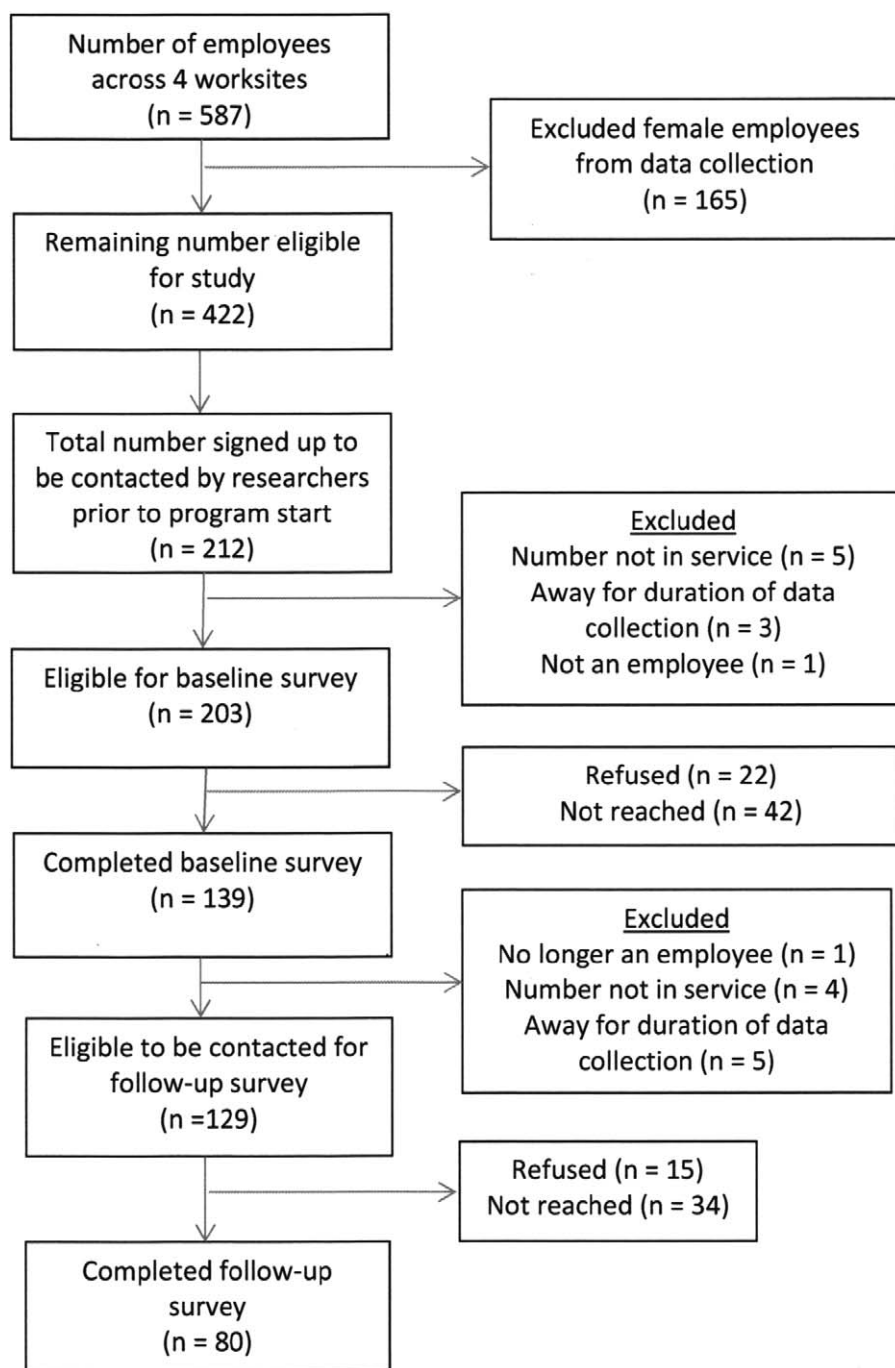 Number of employees
across 4 worksites
(n = 587)
Excluded female employees
from data collection
(n = 165)
Remaining number eligible
for study
(n = 422)
Total number signed up to
be contacted by researchers
prior to program start
(n = 212)
Excluded
Number not in service (n = 5)
Away for duration of data
collection (n = 3)
Not an employee (n = 1)
Eligible for baseline survey
(n = 203)
Refused (n = 22)
Not reached (n = 42)
Completed baseline survey
(n = 139)
Excluded
No longer an employee (n = 1)
Number not in service (n = 4)
Away for duration of data
collection (n = 5)
Eligible to be contacted for
follow-up survey
(n =129)
Refused (n = 15)
Not reached (n = 34)
Completed follow-up
survey
(n = 80)